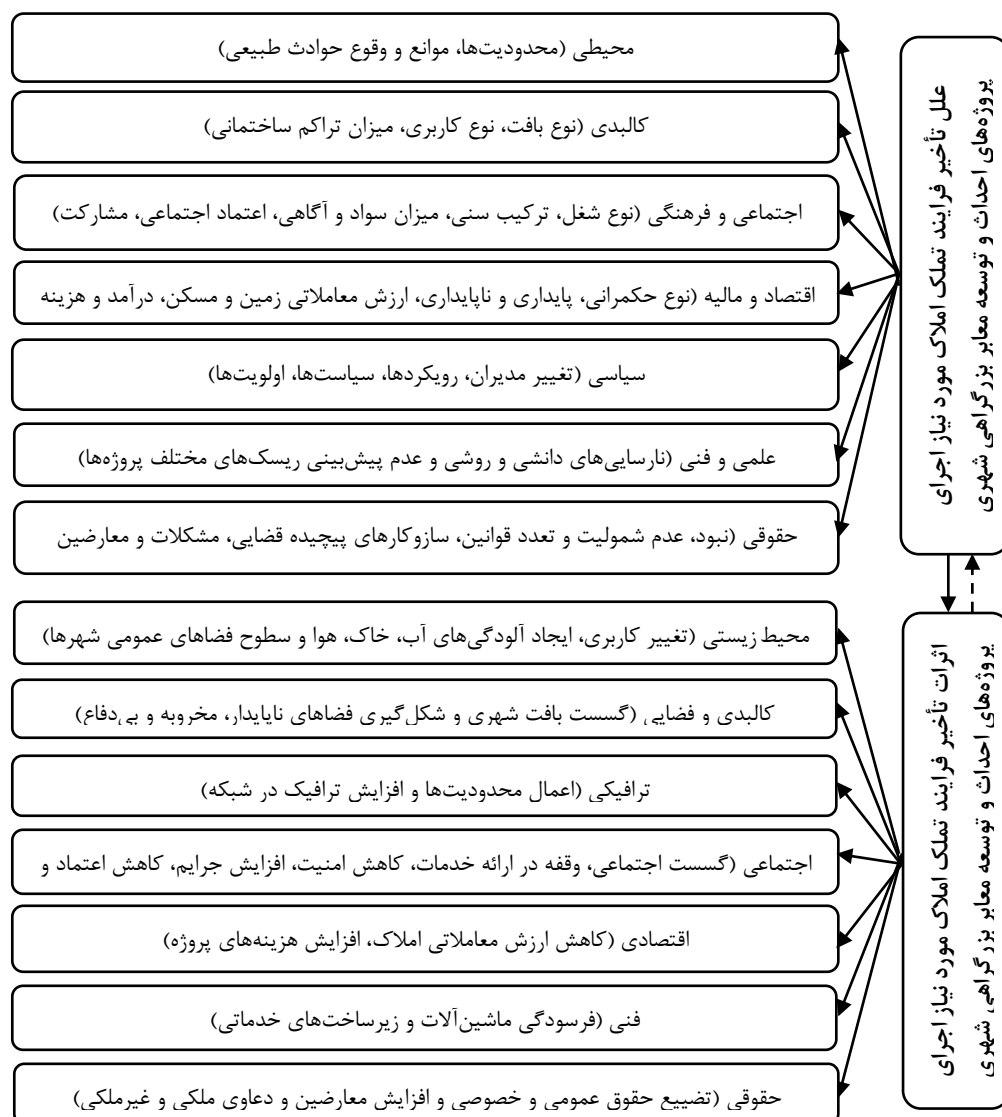 علل تأخیر فرایند تملک املاک مورد نیاز اجرای
پروژه‌های احداث و توسعه معابر بزرگراهی شهری
محیطی (محدودیت‌ها، موانع و وقوع حوادث طبیعی)
کالبدی (نوع بافت، نوع کاربری، میزان تراکم ساختمانی)
اجتماعی و فرهنگی (نوع شغل، ترکیب سنی، میزان سواد و آگاهی، اعتماد اجتماعی، مشارکت)
اقتصاد و مالیه (نوع حکمرانی، پایداری و ناپایداری، ارزش معاملاتی زمین و مسکن، درآمد و هزینه
سیاسی (تغییر مدیران، رویکردها، سیاست‌ها، اولویت‌ها)
علمی و فنی (نارسایی‌های دانشی و روشی و عدم پیش‌بینی ریسک‌های مختلف پروژه‌ها)
حقوقی (نبود، عدم شمولیت و تعدد قوانین، سازوکارهای پیچیده قضایی، مشکلات و معارضین
اثرات تأخیر فرایند تملک املاک مورد نیاز اجرای
پروژه‌های احداث و توسعه معابر بزرگراهی شهری
محیط زیستی (تغییر کاربری، ایجاد آلودگی‌های آب، خاک، هوا و سطوح فضاهای عمومی شهرها)
کالبدی و فضایی (گسست بافت شهری و شکل‌گیری فضاهای ناپایدار، مخروبه و بی‌دفاع)
ترافیکی (اعمال محدودیت‌ها و افزایش ترافیک در شبکه)
اجتماعی (گسست اجتماعی، وقفه در ارائه خدمات، کاهش امنیت، افزایش جرایم، کاهش اعتماد و
اقتصادی (کاهش ارزش معاملاتی املاک، افزایش هزینه‌های پروژه)
فنی (فرسودگی ماشین‌آلات و زیرساخت‌های خدماتی)
حقوقی (تضییع حقوق عمومی و خصوصی و افزایش معارضین و دعاوی ملکی و غیرملکی)